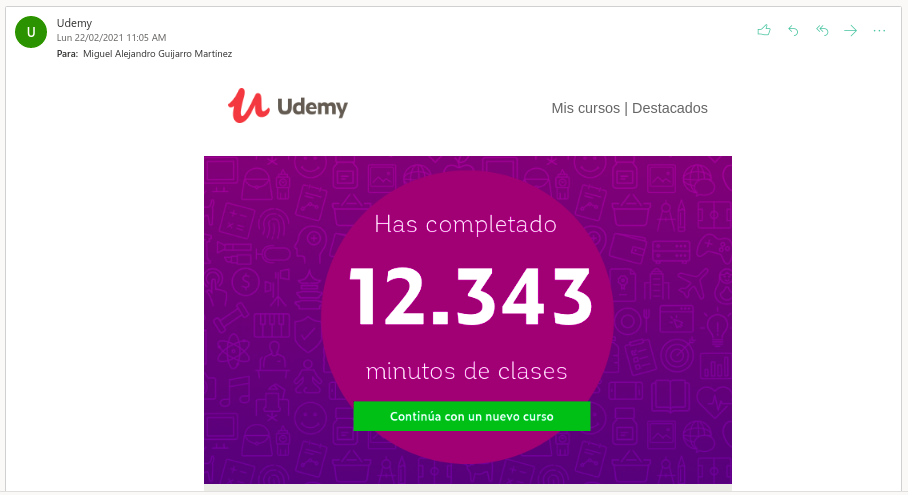 U
Udemy
Lun 22/02/2021 11:05 AM
Para: Miguel Alejandro Guijarro Martinez
Udemy
Mis cursos | Destacados
Has completado
12.343
minutos de clases
Continúa con un nuevo curso